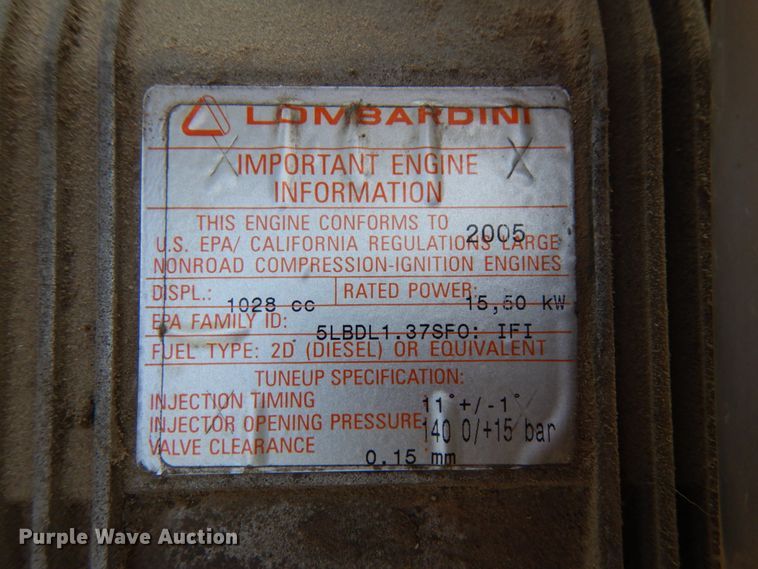 LOMBARDINI
IMPORTANT ENGINE
INFORMATION
THIS ENGINE CONFORMS TO 2005
U.S. EPA/ CALIFORNIA REGULATIONS LARGE
NONROAD COMPRESSION-IGNITION ENGINES
DISPL.: 1028 cc RATED POWER: 15,50 kW
EPA FAMILY ID: 5LBDL1.37SFO: IFI
FUEL TYPE: 2D (DIESEL) OR EQUIVALENT
TUNEUP SPECIFICATION:
INJECTION TIMING 11°+/-1°
INJECTOR OPENING PRESSURE 140 0/+15 bar
VALVE CLEARANCE 0.15 mm
Purple Wave Auction